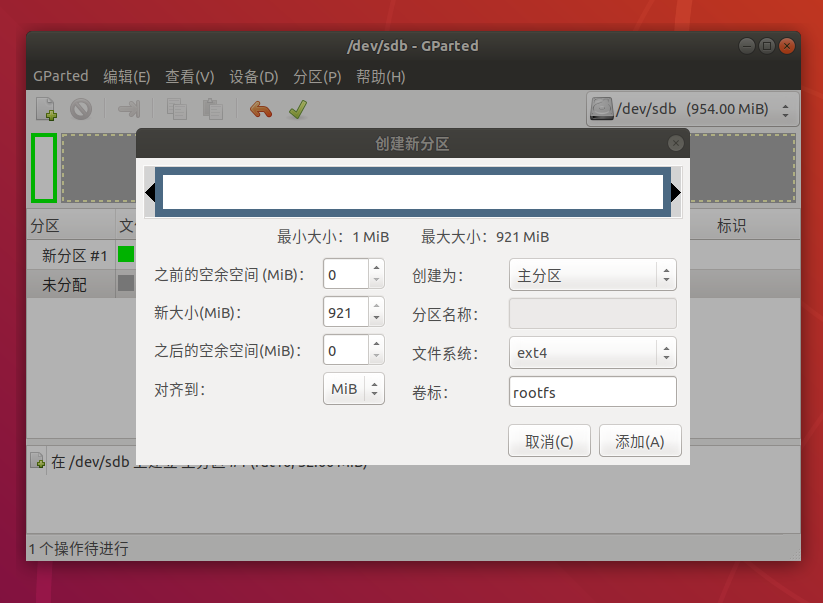 /dev/sdb - GParted
GParted 编辑(E) 查看(V) 设备(D) 分区(P) 帮助(H)
/dev/sdb (954.00 MiB)
创建新分区
最小大小：1 MiB 最大大小：921 MiB
之前的空余空间 (MiB)： 0 创建为： 主分区
新大小(MiB)： 921 分区名称：
之后的空余空间(MiB)： 0 文件系统： ext4
对齐到： MiB 卷标： rootfs
取消(C) 添加(A)
分区 标识
新分区 #1
未分配
在 /dev/sdb
1 个操作待进行